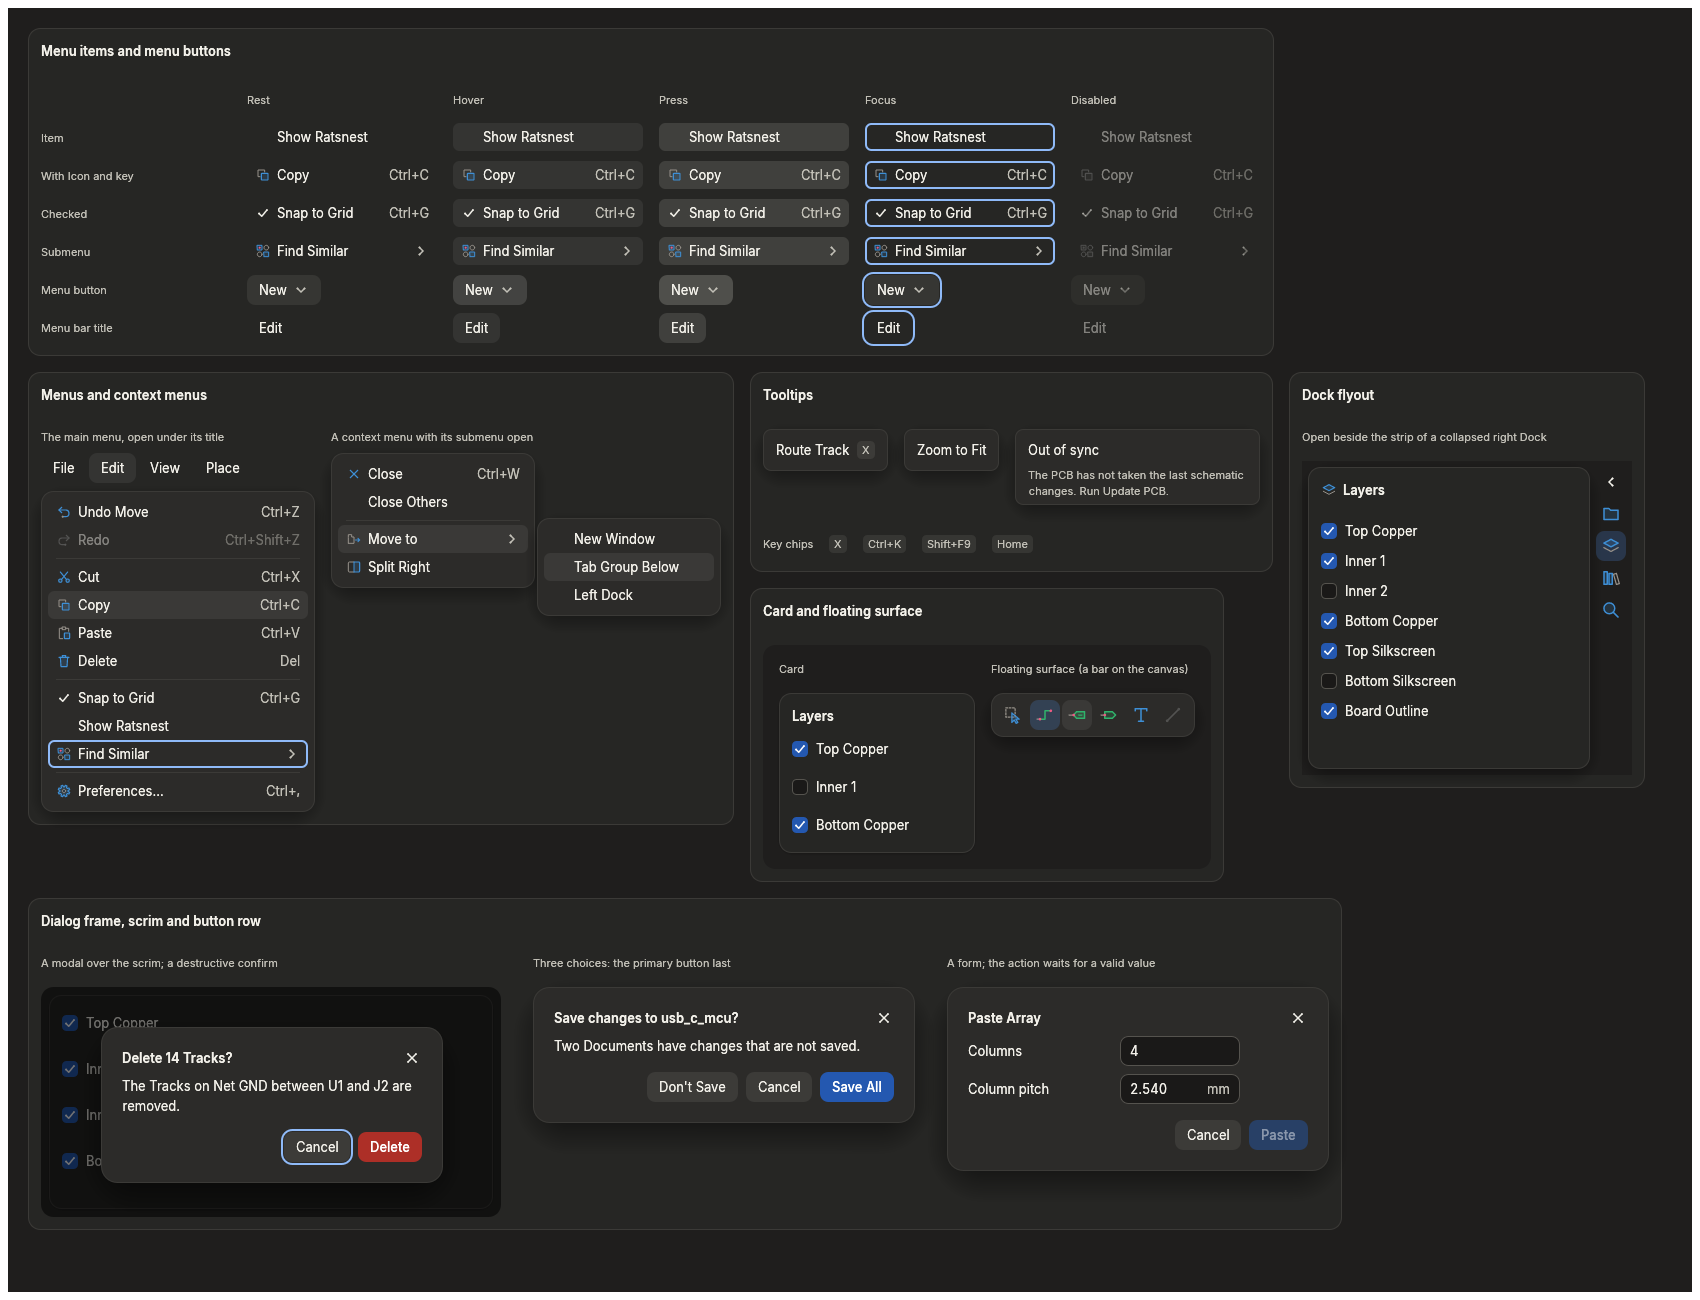 Menu items and menu buttons
Rest Hover Press Focus Disabled
Item Show Ratsnest Show Ratsnest Show Ratsnest Show Ratsnest Show Ratsnest
With Icon and key Copy Ctrl+C Copy Ctrl+C Copy Ctrl+C Copy Ctrl+C Copy Ctrl+C
Checked Snap to Grid Ctrl+G Snap to Grid Ctrl+G Snap to Grid Ctrl+G Snap to Grid Ctrl+G Snap to Grid Ctrl+G
Submenu Find Similar Find Similar Find Similar Find Similar Find Similar
Menu button New New New New New
Menu bar title Edit Edit Edit Edit Edit
Menus and context menus
The main menu, open under its title
File Edit View Place
Undo Move Ctrl+Z
Redo Ctrl+Shift+Z
Cut Ctrl+X
Copy Ctrl+C
Paste Ctrl+V
Delete Del
Snap to Grid Ctrl+G
Show Ratsnest
Find Similar
Preferences... Ctrl+,
A context menu with its submenu open
Close Ctrl+W
Close Others
Move to
Split Right
New Window
Tab Group Below
Left Dock
Tooltips
Route Track X
Zoom to Fit
Out of sync
The PCB has not taken the last schematic
changes. Run Update PCB.
Key chips X Ctrl+K Shift+F9 Home
Card and floating surface
Card
Layers
Top Copper
Inner 1
Bottom Copper
Floating surface (a bar on the canvas)
Dock flyout
Open beside the strip of a collapsed right Dock
Layers
Top Copper
Inner 1
Inner 2
Bottom Copper
Top Silkscreen
Bottom Silkscreen
Board Outline
Dialog frame, scrim and button row
A modal over the scrim; a destructive confirm
Top Copper
Inr
Inr
Bo
Delete 14 Tracks?
The Tracks on Net GND between U1 and J2 are
removed.
Cancel Delete
Three choices: the primary button last
Save changes to usb_c_mcu?
Two Documents have changes that are not saved.
Don't Save Cancel Save All
A form; the action waits for a valid value
Paste Array
Columns 4
Column pitch 2.540 mm
Cancel Paste